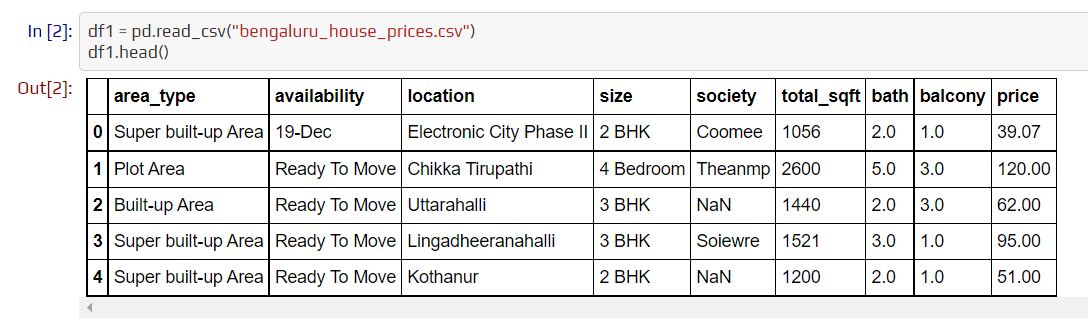 In [2]: df1 = pd.read_csv("bengaluru_house_prices.csv")
df1.head()
Out[2]:
area_type availability location size society total_sqft bath balcony price
0 Super built-up Area 19-Dec Electronic City Phase II 2 BHK Coomee 1056 2.0 1.0 39.07
1 Plot Area Ready To Move Chikka Tirupathi 4 Bedroom Theanmp 2600 5.0 3.0 120.00
2 Built-up Area Ready To Move Uttarahalli 3 BHK NaN 1440 2.0 3.0 62.00
3 Super built-up Area Ready To Move Lingadheeranahalli 3 BHK Soiewre 1521 3.0 1.0 95.00
4 Super built-up Area Ready To Move Kothanur 2 BHK NaN 1200 2.0 1.0 51.00